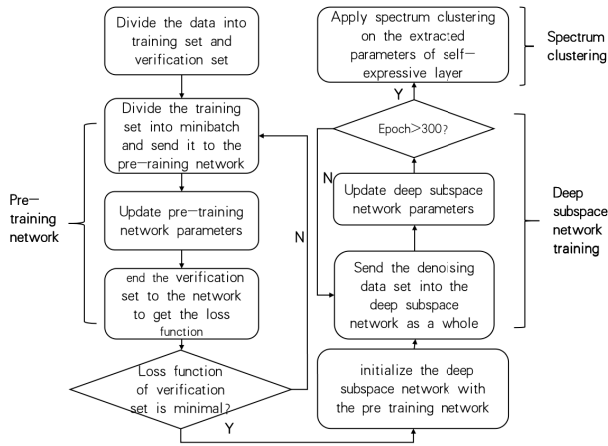 Divide the data into
training set and
verification set
Divide the training
set into minibatch
and send it to the
pre-raining network
Update pre-training
network parameters
end the verification
set to the network
to get the loss
function
Loss function
of verification
set is minimal?
Pre-
training
network
N
Y
initialize the deep
subspace network with
the pre training network
Send the denoising
data set into the
deep subspace
network as a whole
Update deep subspace
network parameters
Epoch>300?
N
Y
Apply spectrum clustering
on the extracted
parameters of self-
expressive layer
Spectrum
clustering
Deep
subspace
network
training